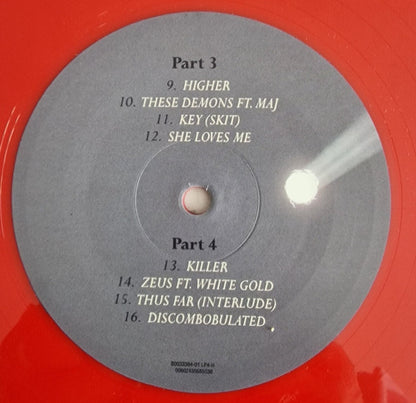 Part 3
9. HIGHER
10. THESE DEMONS FT. MAJ
11. KEY (SKIT)
12. SHE LOVES ME
Part 4
13. KILLER
14. ZEUS FT. WHITE GOLD
15. THUS FAR (INTERLUDE)
16. DISCOMBOBULATED